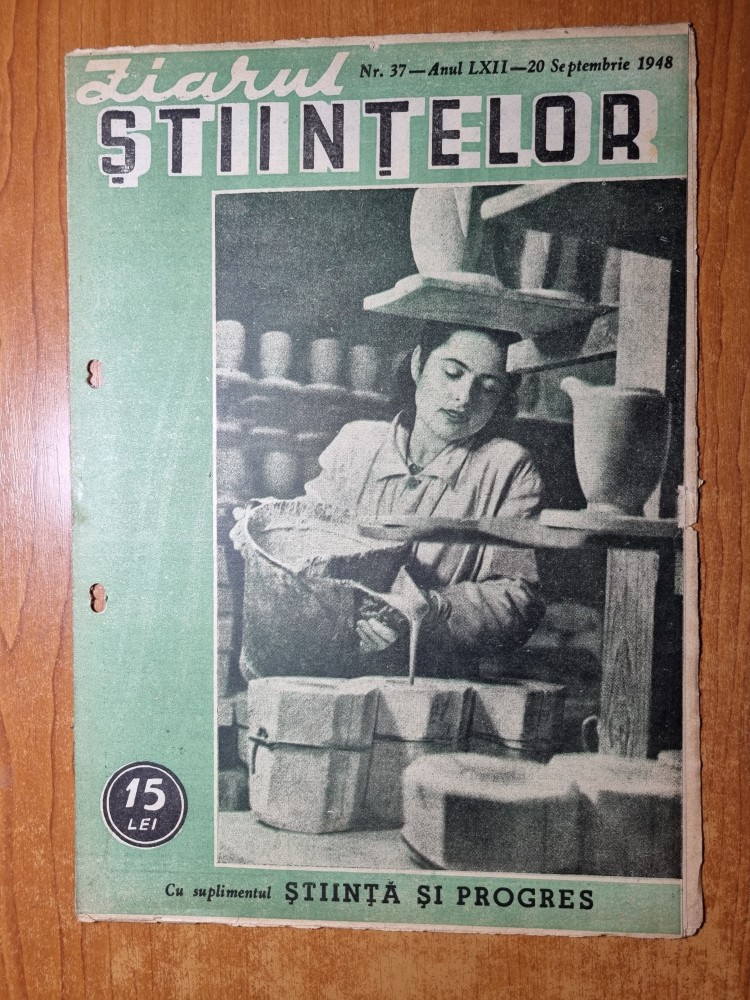 Ziarul
Nr. 37—Anul LXII—20 Septembrie 1948
ȘTIINȚELOR
15
LEI
Cu suplimentul ȘTIINȚĂ ȘI PROGRES